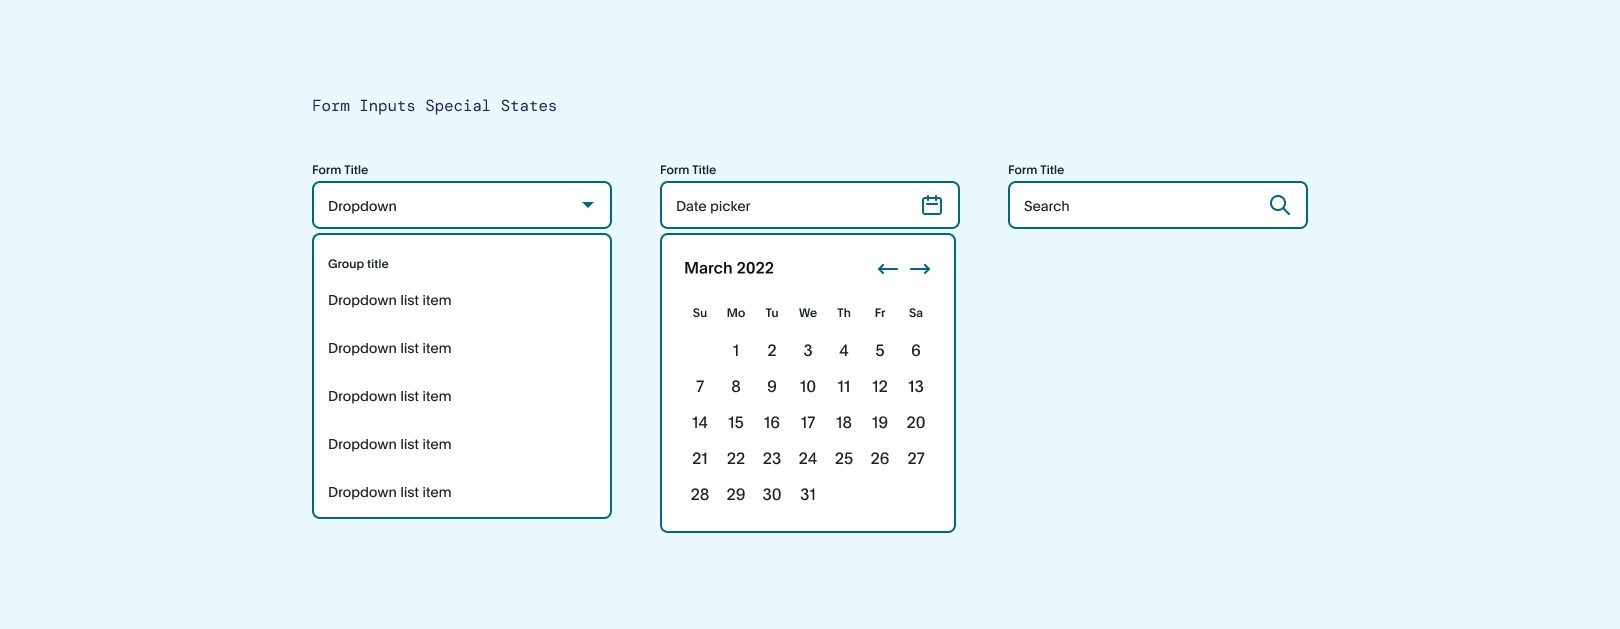 Form Inputs Special States
Form Title
Dropdown
Group title
Dropdown list item
Dropdown list item
Dropdown list item
Dropdown list item
Dropdown list item
Form Title
Date picker
March 2022
Su Mo Tu We Th Fr Sa
1 2 3 4 5 6
7 8 9 10 11 12 13
14 15 16 17 18 19 20
21 22 23 24 25 26 27
28 29 30 31
Form Title
Search